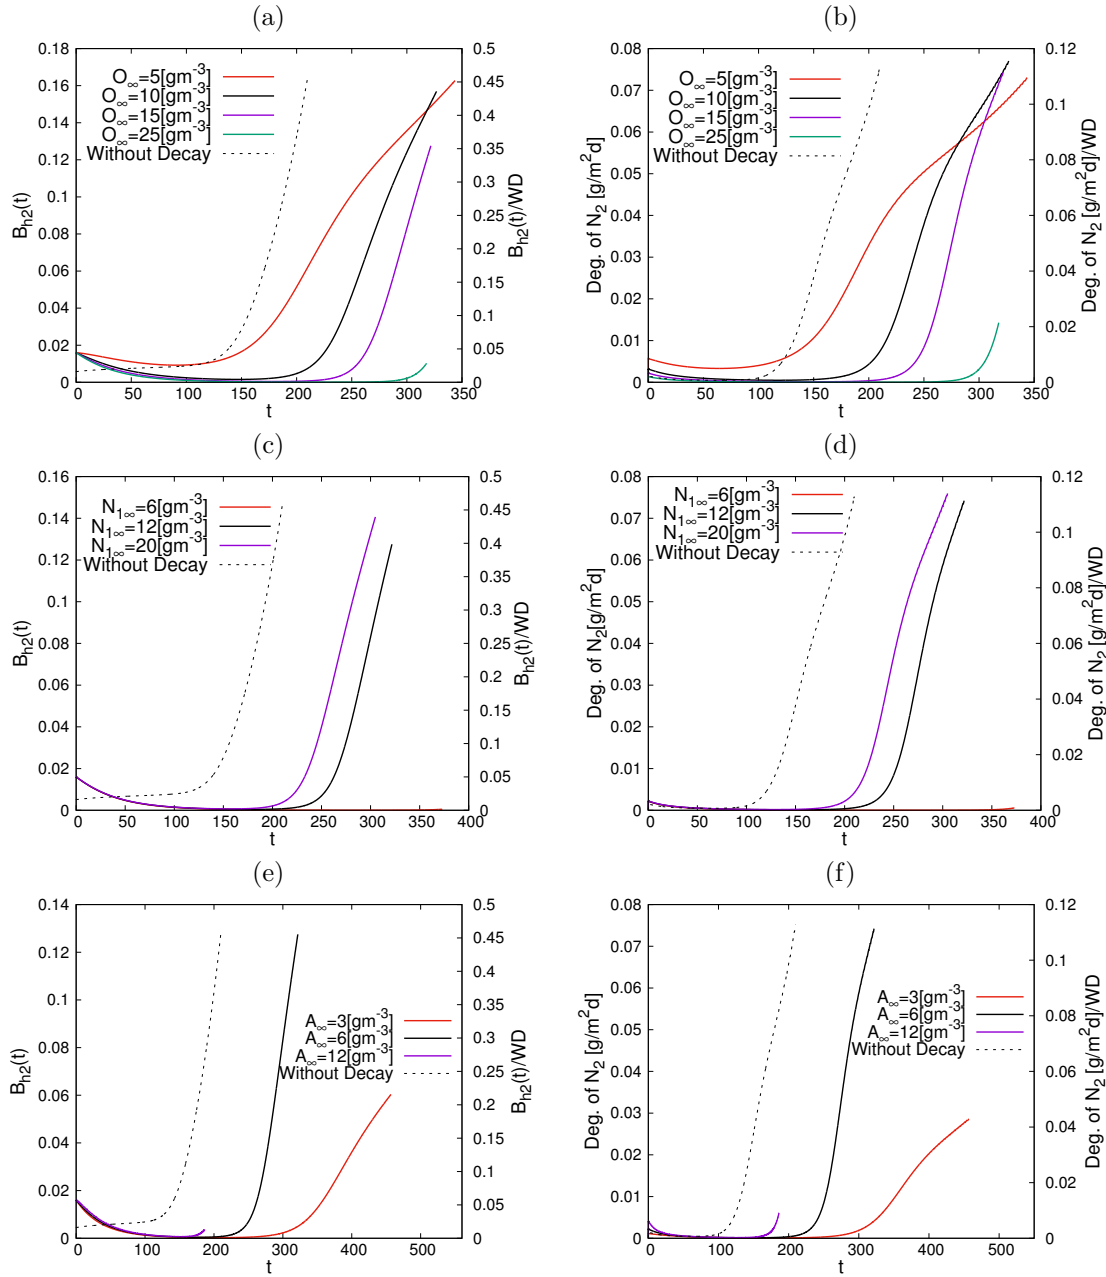 (a)
0.18
0.16
0.14
0.12
0.1
0.08
0.06
0.04
0.02
0
0.5
0.45
0.4
0.35
0.3
0.25
0.2
0.15
0.1
0.05
0
0 50 100 150 200 250 300 350
t
B_h2(t)
B_h2(t)/WD
O_∞=5[gm^-3]
O_∞=10[gm^-3]
O_∞=15[gm^-3]
O_∞=25[gm^-3]
Without Decay
(b)
0.08
0.07
0.06
0.05
0.04
0.03
0.02
0.01
0
0.12
0.1
0.08
0.06
0.04
0.02
0
0 50 100 150 200 250 300 350
t
Deg. of N_2 [g/m^2d]
Deg. of N_2 [g/m^2d]/WD
O_∞=5[gm^-3]
O_∞=10[gm^-3]
O_∞=15[gm^-3]
O_∞=25[gm^-3]
Without Decay
(c)
0.16
0.14
0.12
0.1
0.08
0.06
0.04
0.02
0
0.5
0.45
0.4
0.35
0.3
0.25
0.2
0.15
0.1
0.05
0
0 50 100 150 200 250 300 350 400
t
B_h2(t)
B_h2(t)/WD
N_1∞=6[gm^-3]
N_1∞=12[gm^-3]
N_1∞=20[gm^-3]
Without Decay
(d)
0.08
0.07
0.06
0.05
0.04
0.03
0.02
0.01
0
0.12
0.1
0.08
0.06
0.04
0.02
0
0 50 100 150 200 250 300 350 400
t
Deg. of N_2[g/m^2d]
Deg. of N_2 [g/m^2d]/WD
N_1∞=6[gm^-3]
N_1∞=12[gm^-3]
N_1∞=20[gm^-3]
Without Decay
(e)
0.14
0.12
0.1
0.08
0.06
0.04
0.02
0
0.5
0.45
0.4
0.35
0.3
0.25
0.2
0.15
0.1
0.05
0
0 100 200 300 400 500
t
B_h2(t)
B_h2(t)/WD
A_∞=3[gm^-3]
A_∞=6[gm^-3]
A_∞=12[gm^-3]
Without Decay
(f)
0.08
0.07
0.06
0.05
0.04
0.03
0.02
0.01
0
0.12
0.1
0.08
0.06
0.04
0.02
0
0 100 200 300 400 500
t
Deg. of N_2 [g/m^2d]
Deg. of N_2 [g/m^2d]/WD
A_∞=3[gm^-3]
A_∞=6[gm^-3]
A_∞=12[gm^-3]
Without Decay